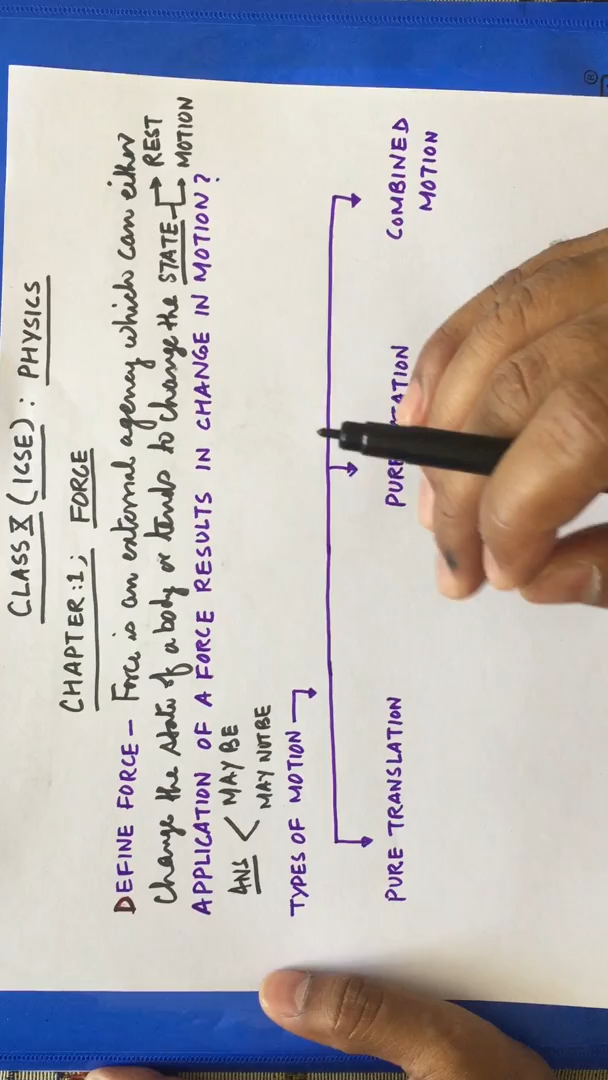 CLASS X (ICSE) : PHYSICS
CHAPTER:1; FORCE
DEFINE FORCE - Force is an external agency which can either
change the state of a body or tends to change the STATE REST
MOTION
APPLICATION OF A FORCE RESULTS IN CHANGE IN MOTION?
ANS < MAY BE
MAY NOT BE
TYPES OF MOTION
PURE TRANSLATION
PURE
COMBINED
MOTION
®